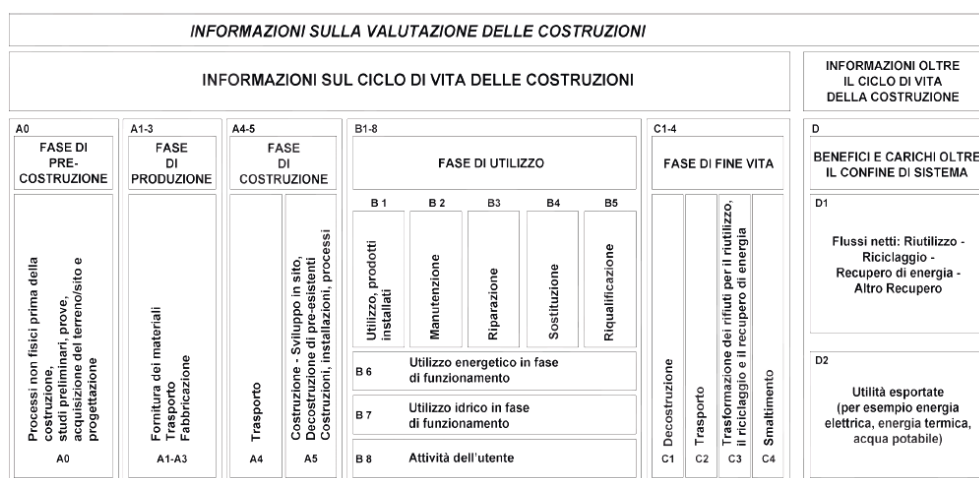 INFORMAZIONI SULLA VALUTAZIONE DELLE COSTRUZIONI
INFORMAZIONI SUL CICLO DI VITA DELLE COSTRUZIONI
INFORMAZIONI OLTRE
IL CICLO DI VITA
DELLA COSTRUZIONE
A0
FASE DI
PRE-
COSTRUZIONE
Processi non fisici prima della
costruzione,
studi preliminari, prove,
acquisizione del terreno/sito e
progettazione
A0
A1-3
FASE
DI
PRODUZIONE
Fornitura dei materiali
Trasporto
Fabbricazione
A1-A3
A4-5
FASE
DI
COSTRUZIONE
Trasporto
A4
Costruzione - Sviluppo in sito,
Decostruzione di pre-esistenti
Costruzioni, installazioni, processi
A5
B1-8
FASE DI UTILIZZO
B 1
Utilizzo, prodotti
installati
B 2
Manutenzione
B3
Riparazione
B4
Sostituzione
B5
Riqualificazione
B 6
Utilizzo energetico in fase
di funzionamento
B 7
Utilizzo idrico in fase
di funzionamento
B 8
Attività dell'utente
C1-4
FASE DI FINE VITA
Decostruzione
C1
Trasporto
C2
Trasformazione dei rifiuti per il riutilizzo,
il riciclaggio e il recupero di energia
C3
Smaltimento
C4
D
BENEFICI E CARICHI OLTRE
IL CONFINE DI SISTEMA
D1
Flussi netti: Riutilizzo -
Riciclaggio -
Recupero di energia -
Altro Recupero
D2
Utilità esportate
(per esempio energia
elettrica, energia termica,
acqua potabile)